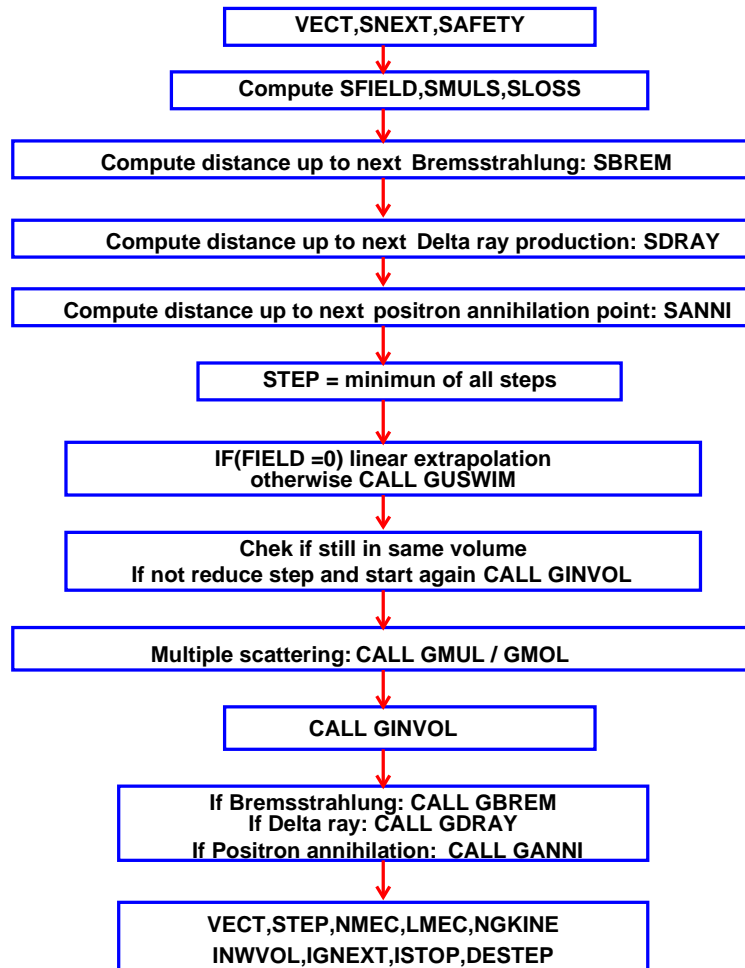 VECT,SNEXT,SAFETY
Compute SFIELD,SMULS,SLOSS
Compute distance up to next Bremsstrahlung: SBREM
Compute distance up to next Delta ray production: SDRAY
Compute distance up to next positron annihilation point: SANNI
STEP = minimun of all steps
IF(FIELD =0) linear extrapolation
otherwise CALL GUSWIM
Chek if still in same volume
If not reduce step and start again CALL GINVOL
Multiple scattering: CALL GMUL / GMOL
CALL GINVOL
If Bremsstrahlung: CALL GBREM
If Delta ray: CALL GDRAY
If Positron annihilation: CALL GANNI
VECT,STEP,NMEC,LMEC,NGKINE
INWVOL,IGNEXT,ISTOP,DESTEP